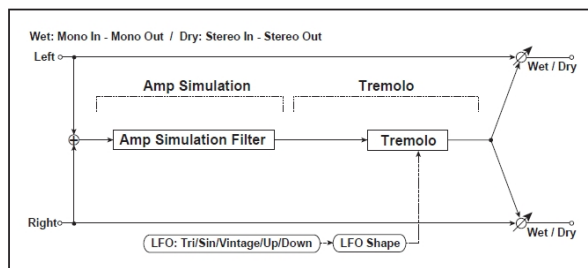 Wet: Mono In - Mono Out / Dry: Stereo In - Stereo Out
Left
Wet / Dry
Amp Simulation Tremolo
Amp Simulation Filter Tremolo
Right
Wet / Dry
LFO: Tri/Sin/Vintage/Up/Down LFO Shape